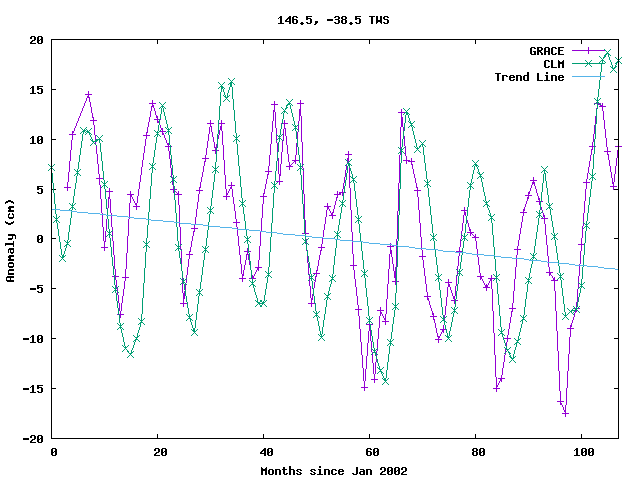 146.5, -38.5 TWS
GRACE
CLM
Trend Line
20
15
10
5
0
-5
-10
-15
-20
Anomaly (cm)
0 20 40 60 80 100
Months since Jan 2002